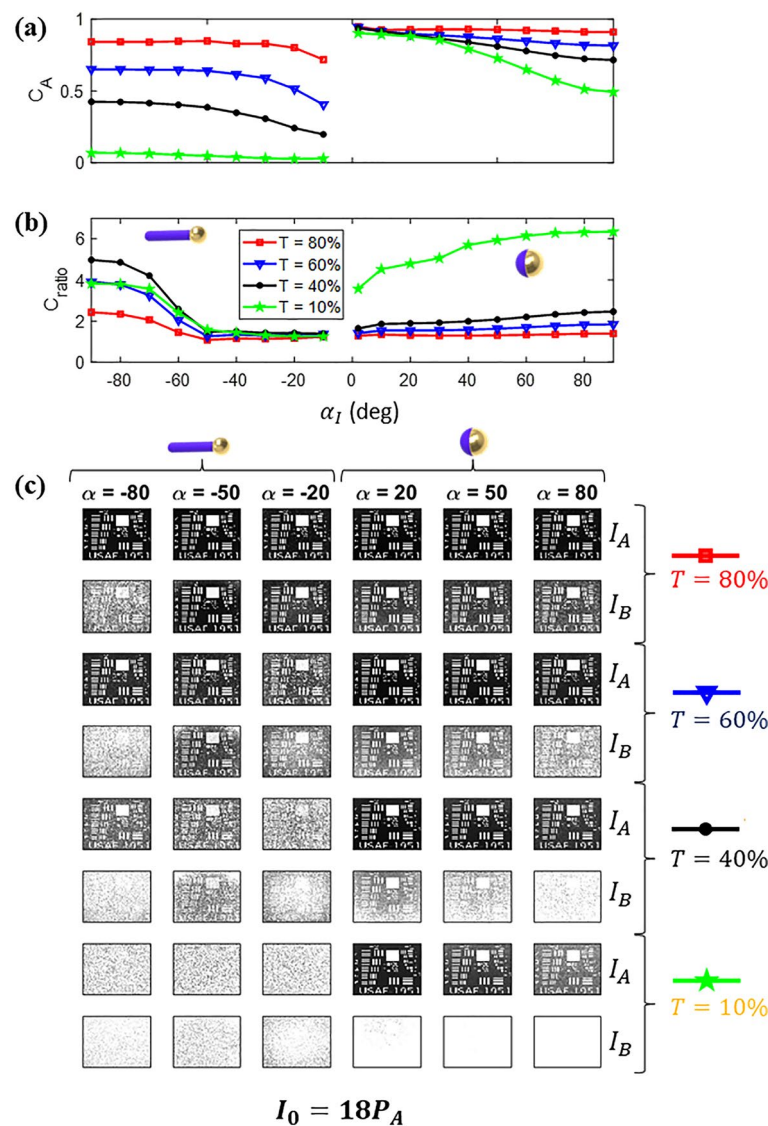 (a)
1
0.5
0
C_A
(b)
6
4
2
0
C_ratio
T = 80%
T = 60%
T = 40%
T = 10%
-80 -60 -40 -20 0 20 40 60 80
α_I (deg)
(c)
α = -80 α = -50 α = -20 α = 20 α = 50 α = 80
USAF 1951
I_A
I_B
T = 80%
I_A
I_B
T = 60%
I_A
I_B
T = 40%
I_A
I_B
T = 10%
I_0 = 18P_A